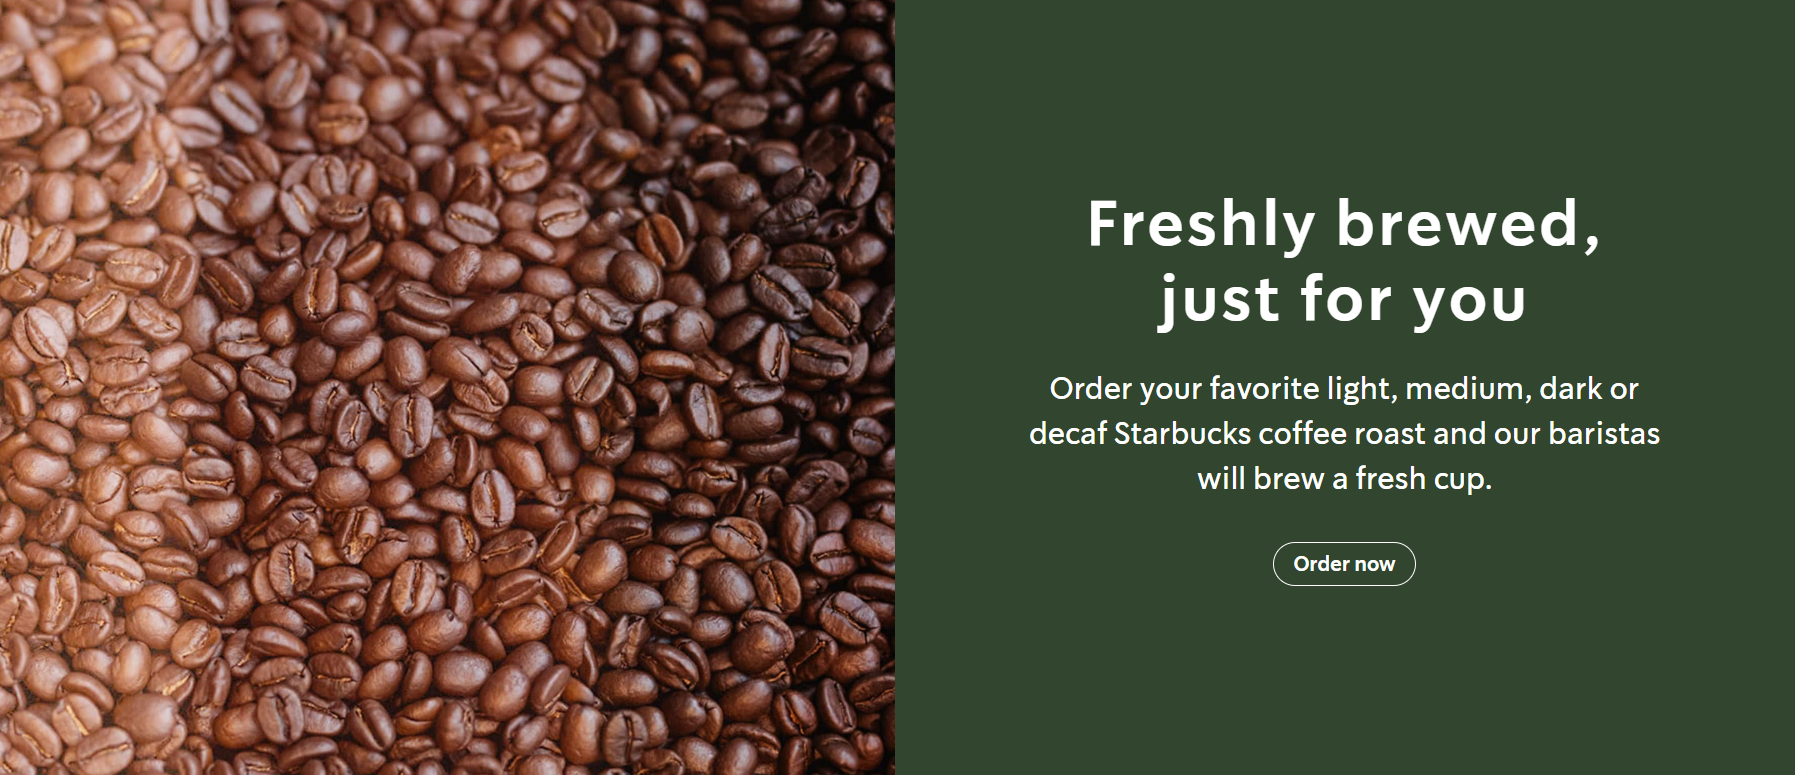 Freshly brewed,
just for you
Order your favorite light, medium, dark or
decaf Starbucks coffee roast and our baristas
will brew a fresh cup.
Order now